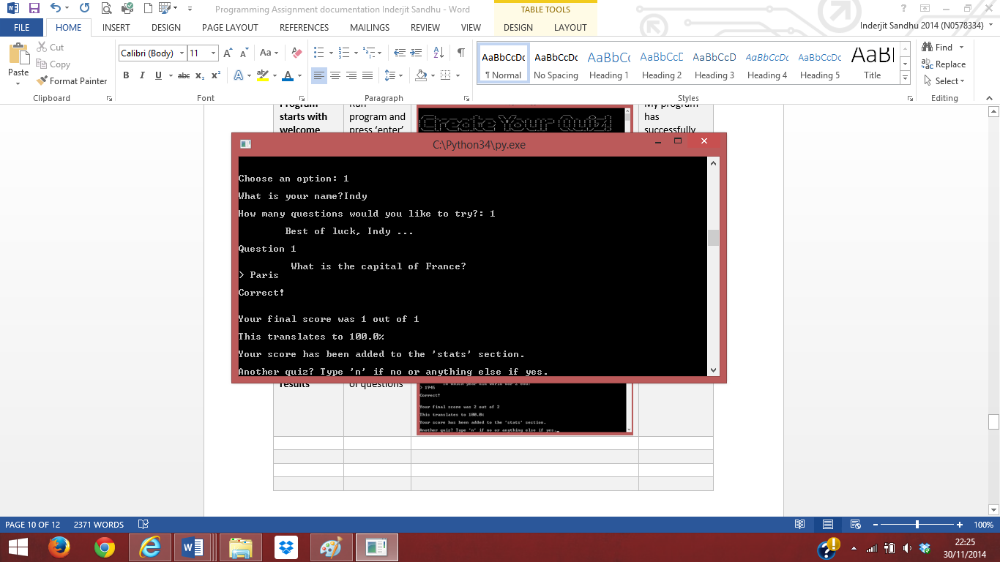 Programming Assignment documentation Inderjit Sandhu - Word
TABLE TOOLS
FILE HOME INSERT DESIGN PAGE LAYOUT REFERENCES MAILINGS REVIEW VIEW DESIGN LAYOUT
Inderjit Sandhu 2014 (N0578334)
Paste
Cut
Copy
Format Painter
Calibri (Body) 11
AaBbCcDc AaBbCcDc AaBbCc AaBbCcD AaBbCcD AaBbCcDc AaBbCcDc AaBl
¶ Normal No Spacing Heading 1 Heading 2 Heading 3 Heading 4 Heading 5 Title
Find
Replace
Select
Clipboard Font Paragraph Styles Editing
Program
starts with
welcome
Run
program and
press ‘enter’
Create Your Quiz!
My program
has
successfully
C:\Python34\py.exe
Choose an option: 1
What is your name?Indy
How many questions would you like to try?: 1
Best of luck, Indy ...
Question 1
What is the capital of France?
> Paris
Correct!
Your final score was 1 out of 1
This translates to 100.0%
Your score has been added to the 'stats' section.
Another quiz? Type 'n' if no or anything else if yes.
results
of questions
> 1945
Correct!
Your final score was 2 out of 2
This translates to 100.0%
Your score has been added to the 'stats' section.
Another quiz? Type 'n' if no or anything else if yes._
PAGE 10 OF 12 2371 WORDS
100%
22:25
30/11/2014